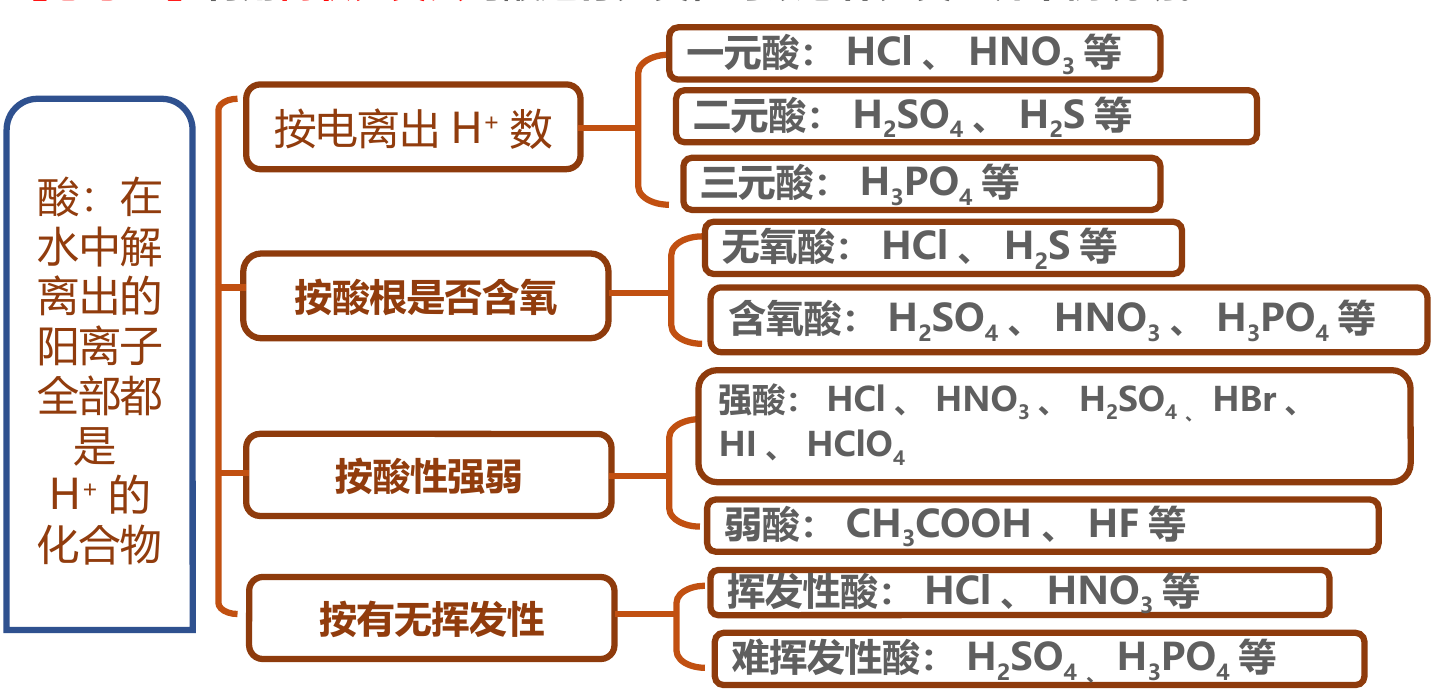 酸：在
水中解
离出的
阳离子
全部都
是
H⁺ 的
化合物
按电离出 H⁺ 数
一元酸： HCl 、 HNO₃ 等
二元酸： H₂SO₄ 、 H₂S 等
三元酸： H₃PO₄ 等
按酸根是否含氧
无氧酸： HCl 、 H₂S 等
含氧酸： H₂SO₄ 、 HNO₃ 、 H₃PO₄ 等
按酸性强弱
强酸： HCl 、 HNO₃ 、 H₂SO₄ 、 HBr 、
HI 、 HClO₄
弱酸： CH₃COOH 、 HF 等
按有无挥发性
挥发性酸： HCl 、 HNO₃ 等
难挥发性酸： H₂SO₄ 、 H₃PO₄ 等